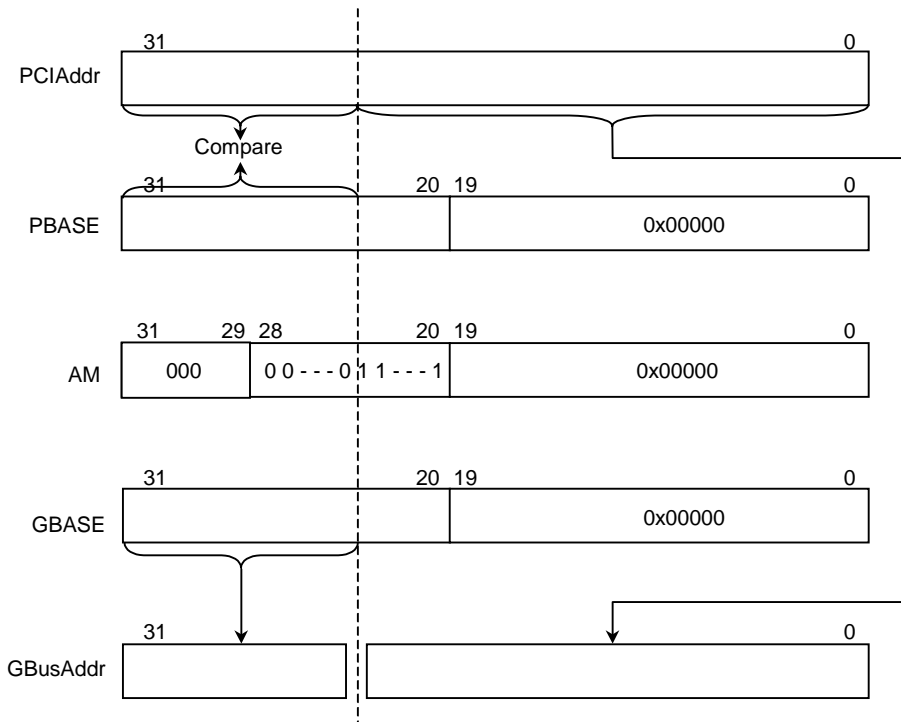 31 0
PCIAddr
Compare
31 20 19 0
PBASE 0x00000
31 29 28 20 19 0
AM 000 0 0 - - - 0 1 1 - - - 1 0x00000
31 20 19 0
GBASE 0x00000
31 0
GBusAddr